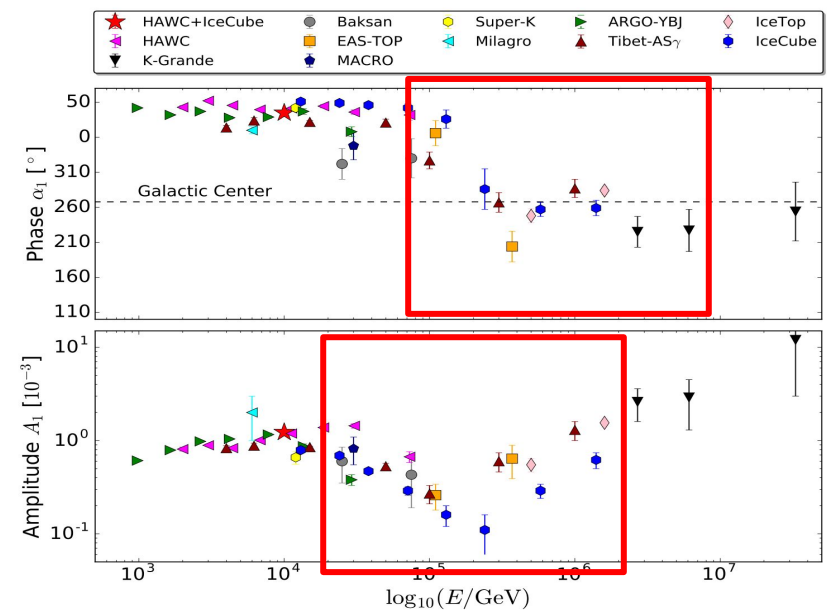 HAWC+IceCube Baksan Super-K ARGO-YBJ IceTop
HAWC EAS-TOP Milagro Tibet-ASγ IceCube
K-Grande MACRO
50
0
310
260
210
160
110
Phase α₁ [°]
Galactic Center
10¹
10⁰
10⁻¹
Amplitude A₁ [10⁻³]
10³ 10⁴ 10⁵ 10⁶ 10⁷
log₁₀(E/GeV)